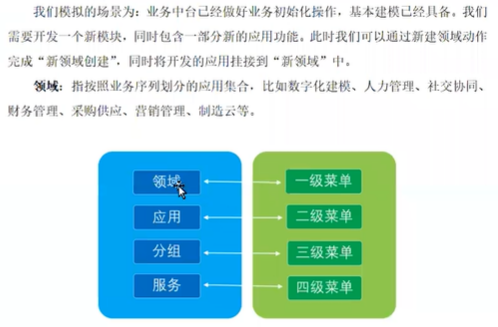 我们模拟的场景为：业务中台已经做好业务初始化操作，基本建模已经具备。我们
需要开发一个新模块，同时包含一部分新的应用功能。此时我们可以通过新建领域动作
完成“新领域创建”，同时将开发的应用挂接到“新领域”中。
领域：指按照业务序列划分的应用集合，比如数字化建模、人力管理、社交协同、
财务管理、采购供应、营销管理、制造云等。
领域 一级菜单
应用 二级菜单
分组 三级菜单
服务 四级菜单